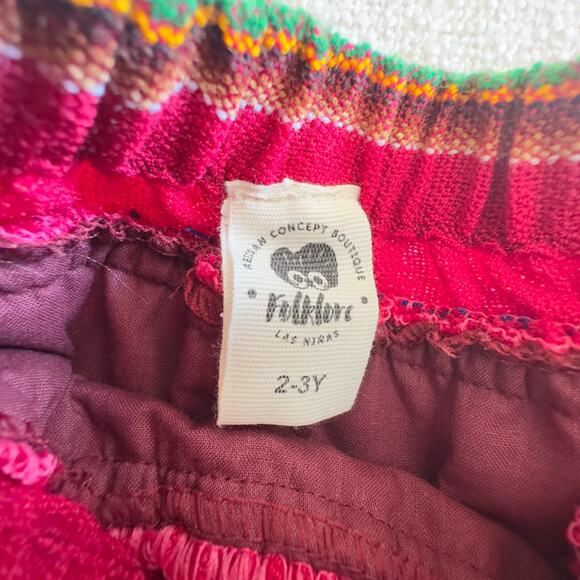 ARTISAN CONCEPT BOUTIQUE
Folklore
LAS NIÑAS
2-3Y